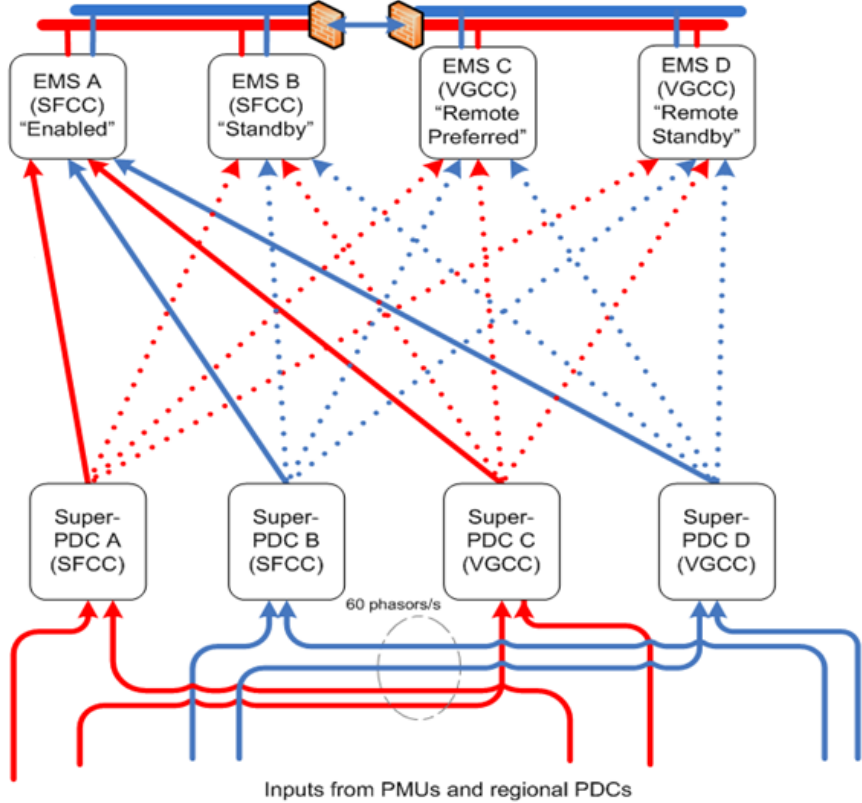 EMS A
(SFCC)
“Enabled”
EMS B
(SFCC)
“Standby”
EMS C
(VGCC)
“Remote
Preferred”
EMS D
(VGCC)
“Remote
Standby”
Super-
PDC A
(SFCC)
Super-
PDC B
(SFCC)
Super-
PDC C
(VGCC)
Super-
PDC D
(VGCC)
60 phasors/s
Inputs from PMUs and regional PDCs